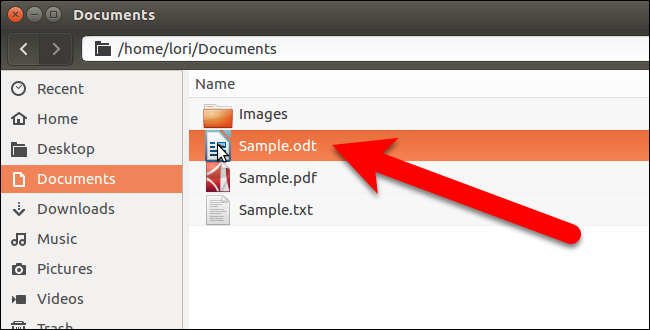 Documents
/home/lori/Documents
Recent
Home
Desktop
Documents
Downloads
Music
Pictures
Videos
Trash
Name
Images
Sample.odt
Sample.pdf
Sample.txt